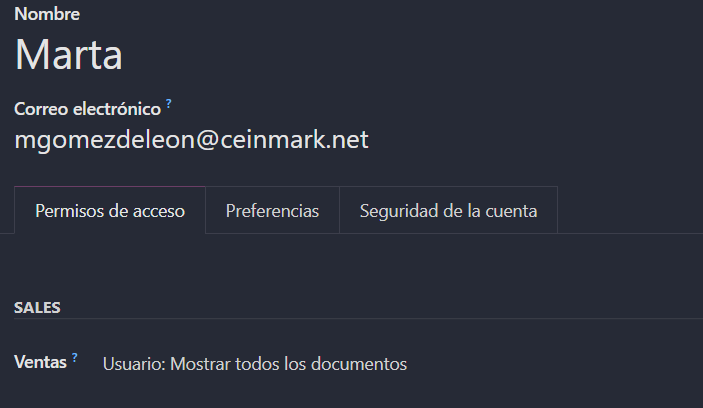 Nombre
Marta
Correo electrónico ?
mgomezdeleon@ceinmark.net
Permisos de acceso Preferencias Seguridad de la cuenta
SALES
Ventas ? Usuario: Mostrar todos los documentos